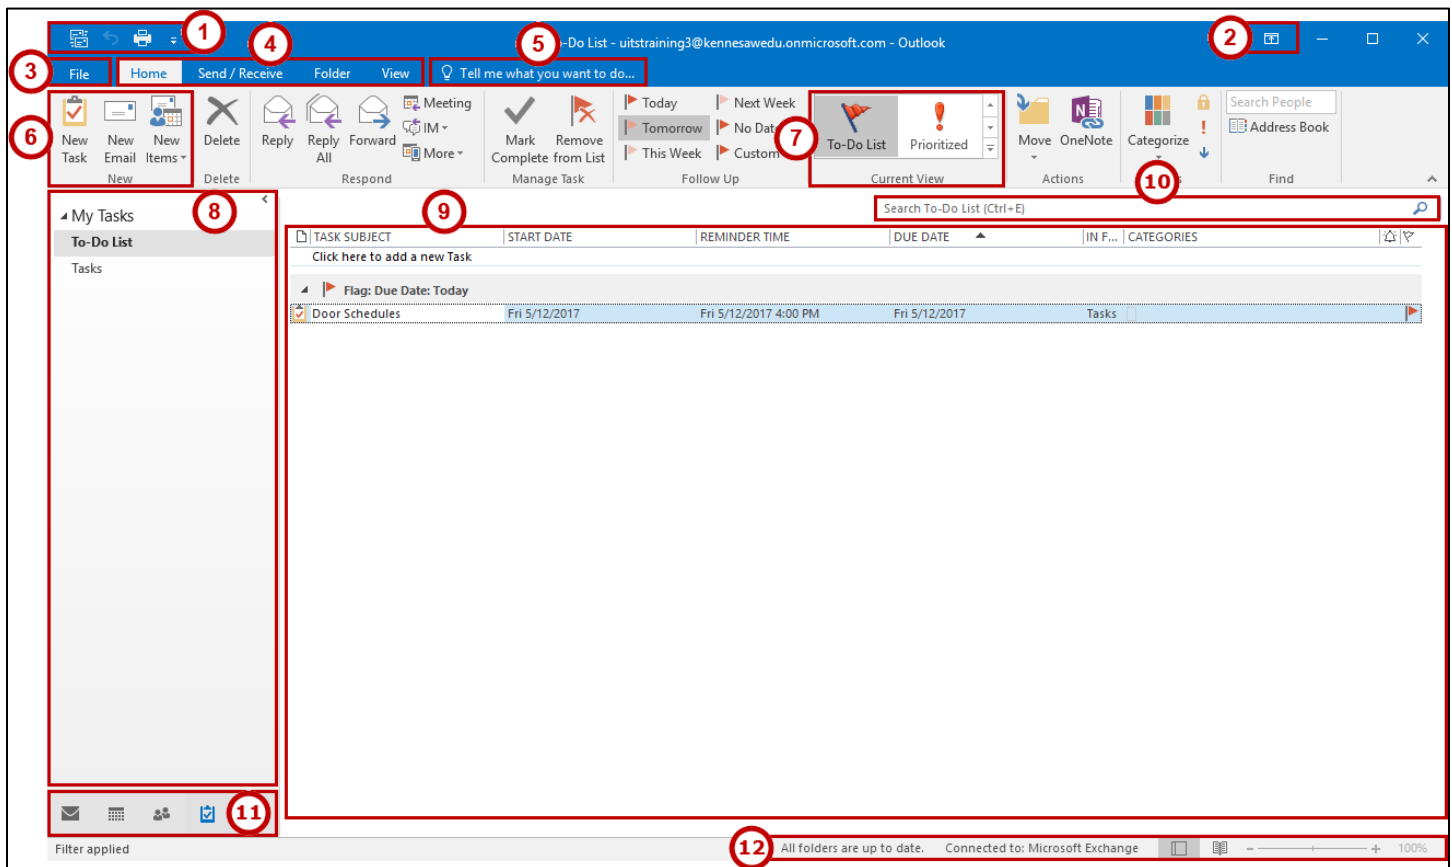 1
4
5
2
-Do List - uitstraining3@kennesawedu.onmicrosoft.com - Outlook
3
File
Home
Send / Receive
Folder
View
Tell me what you want to do...
6
New Task
New Email
New Items
New
Delete
Delete
Reply
Reply All
Forward
Meeting
IM
More
Respond
Mark Complete
Remove from List
Manage Task
Today
Tomorrow
This Week
Next Week
No Date
Custom
Follow Up
7
To-Do List
Prioritized
Current View
Move
OneNote
Actions
Categorize
10
s
Search People
Address Book
Find
8
My Tasks
To-Do List
Tasks
9
Search To-Do List (Ctrl+E)
TASK SUBJECT
START DATE
REMINDER TIME
DUE DATE
IN F...
CATEGORIES
Click here to add a new Task
Flag: Due Date: Today
Door Schedules
Fri 5/12/2017
Fri 5/12/2017 4:00 PM
Fri 5/12/2017
Tasks
11
Filter applied
12
All folders are up to date.
Connected to: Microsoft Exchange
100%